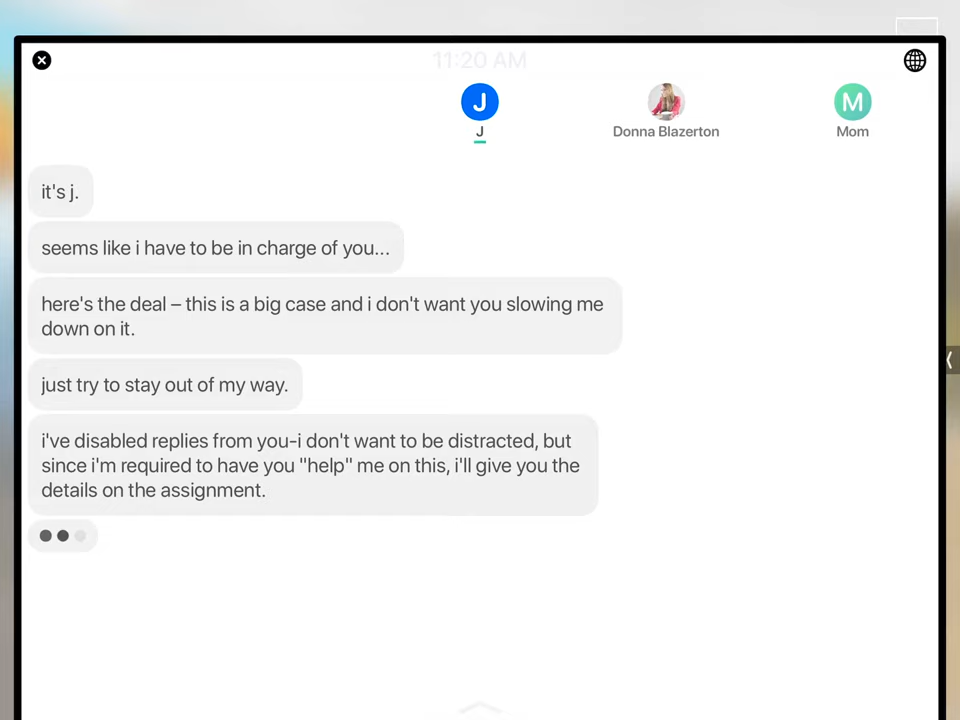 11:20 AM
J
M
J
Donna Blazerton
Mom
it's j.
seems like i have to be in charge of you...
here's the deal – this is a big case and i don't want you slowing me
down on it.
just try to stay out of my way.
i've disabled replies from you-i don't want to be distracted, but
since i'm required to have you "help" me on this, i'll give you the
details on the assignment.